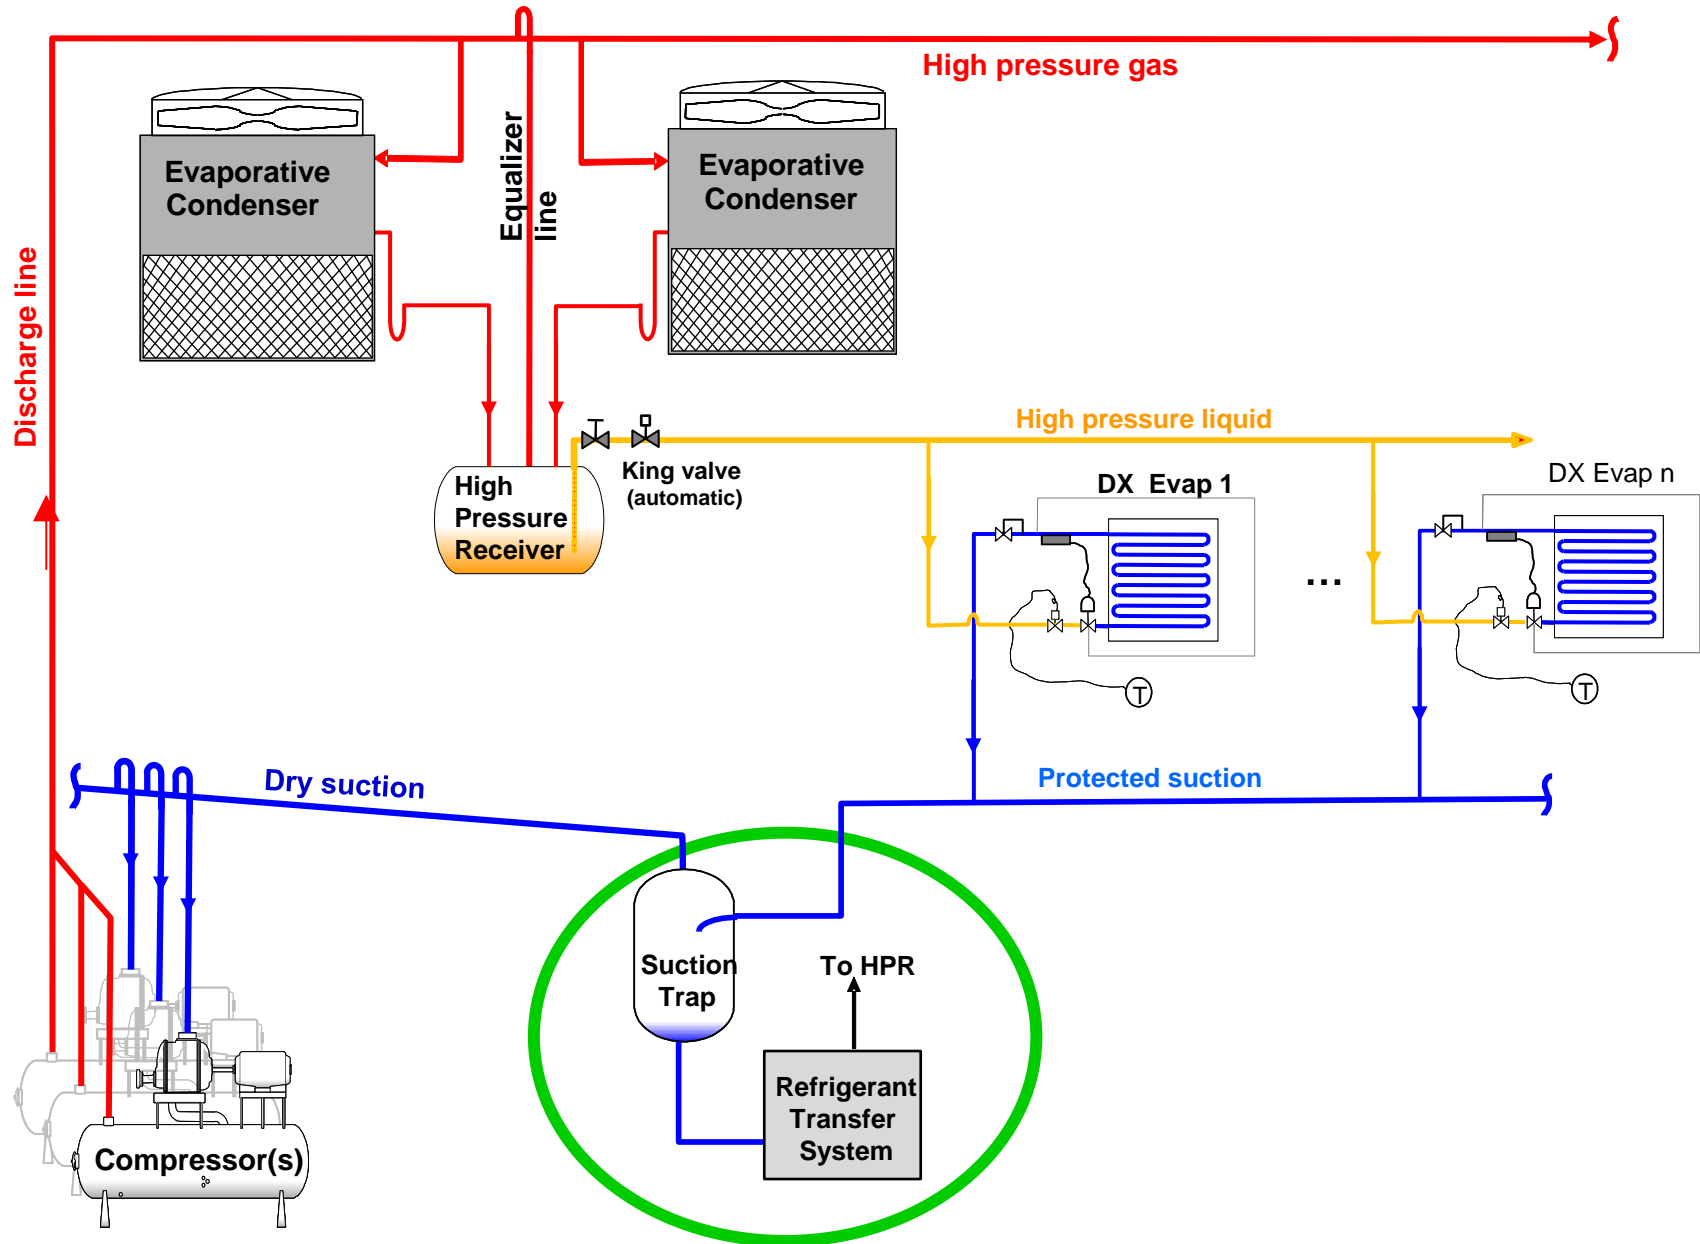 High pressure gas
Evaporative
Condenser
Equalizer
line
Evaporative
Condenser
Discharge line
High pressure liquid
King valve
(automatic)
High
Pressure
Receiver
DX Evap 1
DX Evap n
...
T
T
Dry suction
Protected suction
Suction
Trap
To HPR
Refrigerant
Transfer
System
Compressor(s)